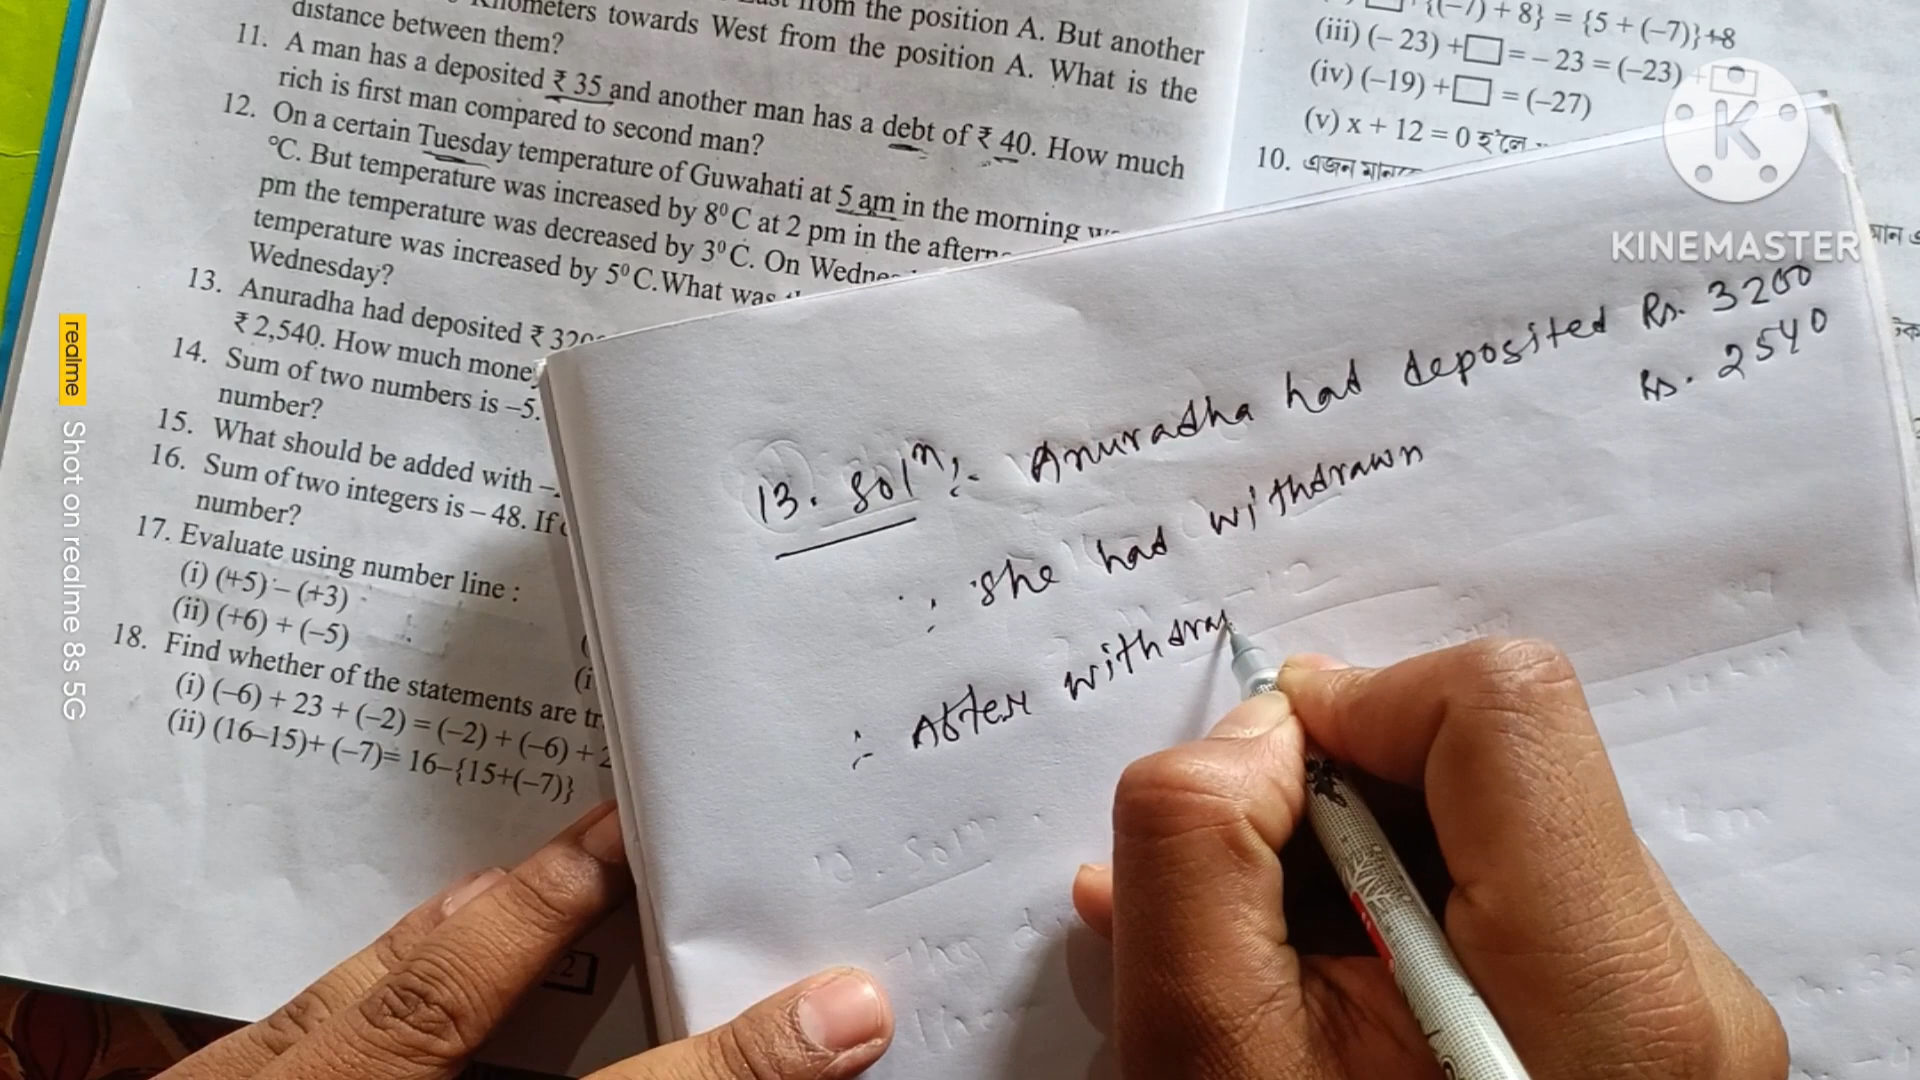 from the position A. But another
towards West from the position A. What is the
distance between them?
11. A man has a deposited ₹ 35 and another man has a debt of ₹ 40. How much
rich is first man compared to second man?
12. On a certain Tuesday temperature of Guwahati at 5 am in the morning
°C. But temperature was increased by 8⁰ C at 2 pm in the
pm the temperature was decreased by 3⁰ C. On
temperature was increased by 5⁰ C.What was
Wednesday?
13. Anuradha had deposited ₹
₹ 2,540. How much money
14. Sum of two numbers is –5.
number?
15. What should be added with
16. Sum of two integers is – 48. If
number?
17. Evaluate using number line :
(i) (+5) – (+3)
(ii) (+6) + (–5)
18. Find whether of the statements are
(i) (–6) + 23 + (–2) = (–2) + (–6) +
(ii) (16–15)+ (–7)= 16–{15+(–7)}
{(–7) + 8} = {5 + (–7)}+8
(iii) (– 23) +□ = – 23 = (–23) +□
(iv) (–19) +□ = (–27)
(v) x + 12 = 0 হ'লে
10. এজন
K
KINEMASTER
13. Solⁿ:- Anuradha had deposited Rs. 3200
∵ She had withdrawn Rs. 2540
∴ After
realme Shot on realme 8s 5G